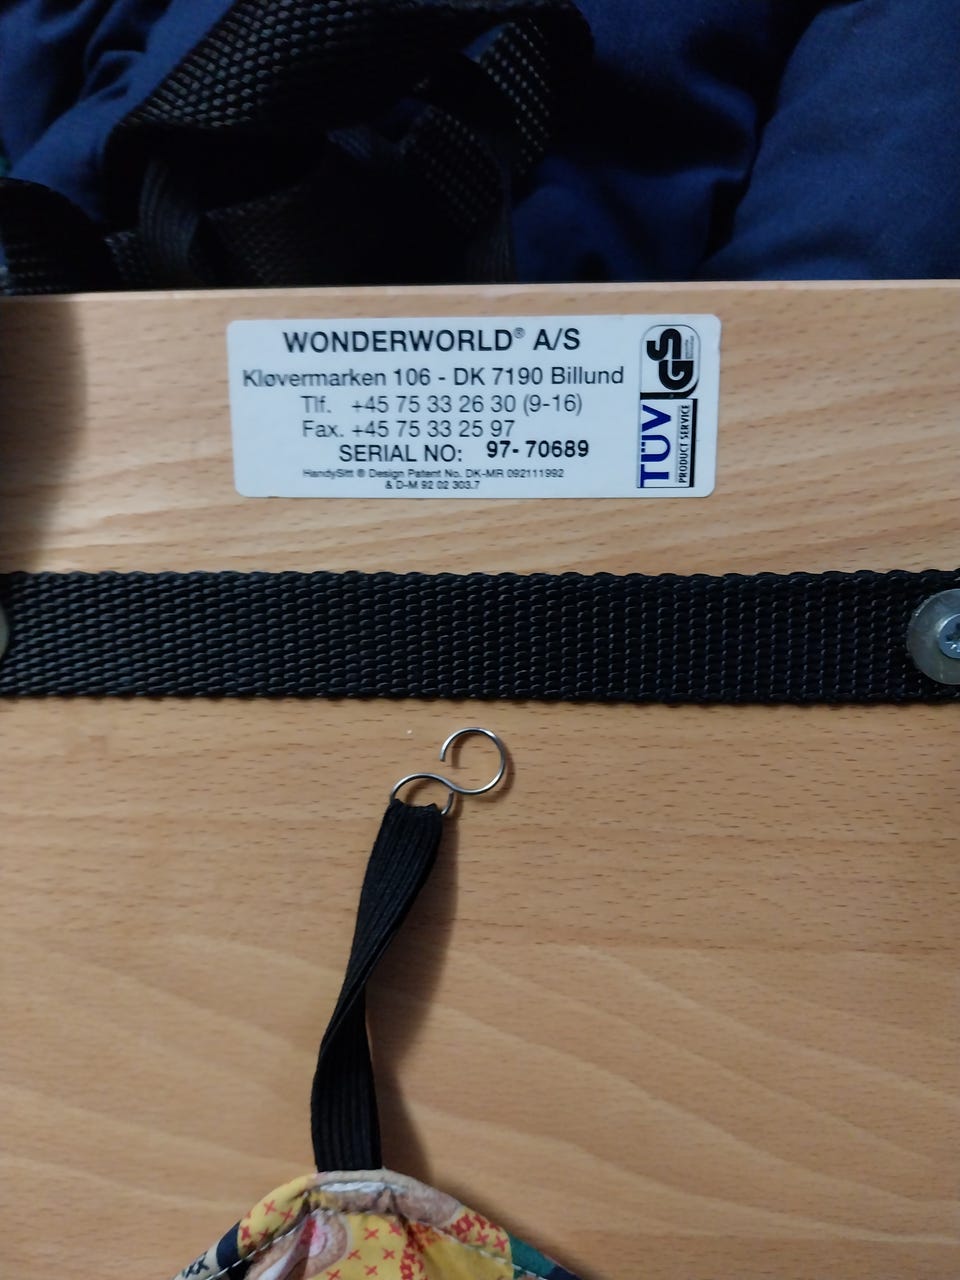 WONDERWORLD® A/S
Kløvermarken 106 - DK 7190 Billund
Tlf. +45 75 33 26 30 (9-16)
Fax. +45 75 33 25 97
SERIAL NO: 97-70689
HandySitt ® Design Patent No. DK-MR 092111992
& D-M 92 02 303.7
TÜV
PRODUCT SERVICE
GS